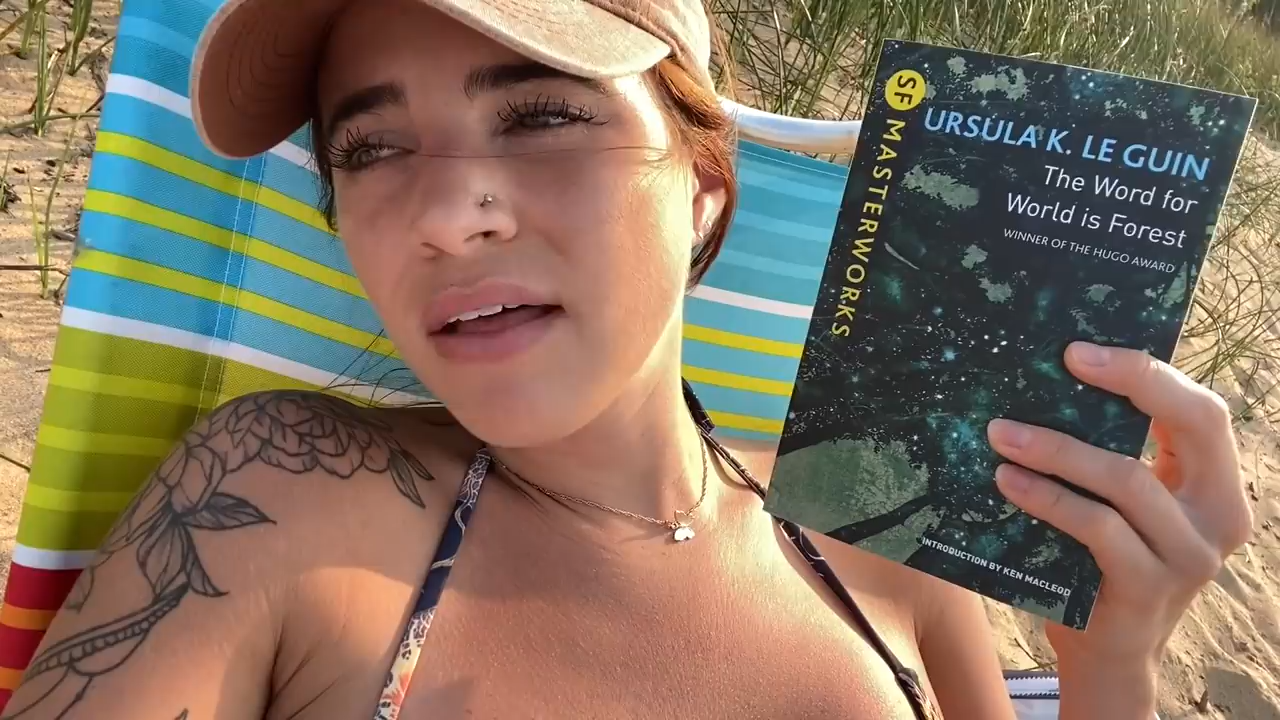 SF MASTERWORKS
URSULA K. LE GUIN
The Word for
World is Forest
WINNER OF THE HUGO AWARD
INTRODUCTION BY KEN MACLEOD